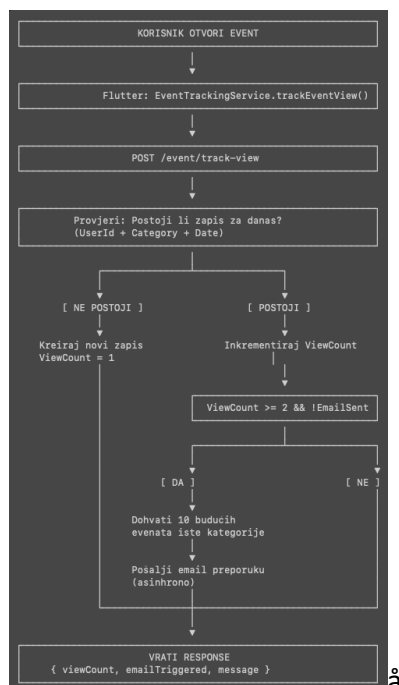 KORISNIK OTVORI EVENT
Flutter: EventTrackingService.trackEventView()
POST /event/track-view
Provjeri: Postoji li zapis za danas?
(UserId + Category + Date)
[ NE POSTOJI ] [ POSTOJI ]
Kreiraj novi zapis Inkrementiraj ViewCount
ViewCount = 1
ViewCount >= 2 && !EmailSent
[ DA ] [ NE ]
Dohvati 10 budućih
evenata iste kategorije
Pošalji email preporuku
(asinhrono)
VRATI RESPONSE
{ viewCount, emailTriggered, message }